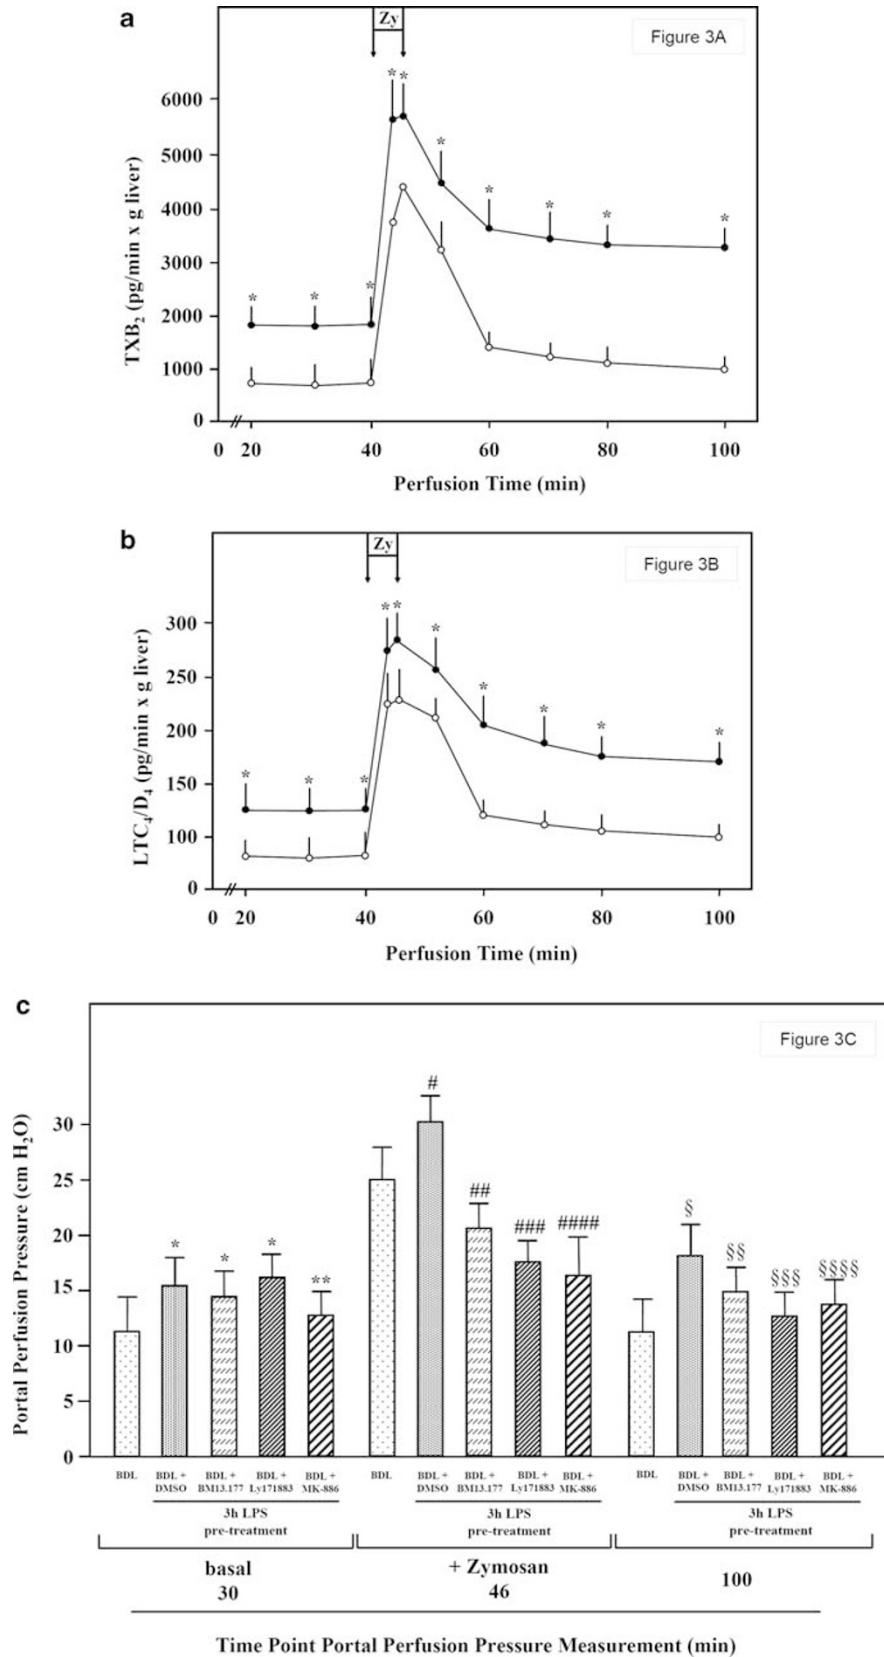 a
Zy
Figure 3A
* *
*
*
*
*
*
* * *
6000
5000
4000
3000
2000
1000
0
TXB₂ (pg/min x g liver)
0 20 40 60 80 100
Perfusion Time (min)
b
Zy
Figure 3B
* *
*
*
*
*
*
* * *
300
250
200
150
100
0
LTC₄/D₄ (pg/min x g liver)
0 20 40 60 80 100
Perfusion Time (min)
c
Figure 3C
Portal Perfusion Pressure (cm H₂O)
30
25
20
15
10
5
0
* * * **
# ## ### ####
§ §§ §§§ §§§§
BDL BDL + DMSO BDL + BM13.177 BDL + Ly171883 BDL + MK-886
BDL BDL + DMSO BDL + BM13.177 BDL + Ly171883 BDL + MK-886
BDL BDL + DMSO BDL + BM13.177 BDL + Ly171883 BDL + MK-886
3h LPS 3h LPS 3h LPS
pre-treatment pre-treatment pre-treatment
basal + Zymosan 100
30 46
Time Point Portal Perfusion Pressure Measurement (min)